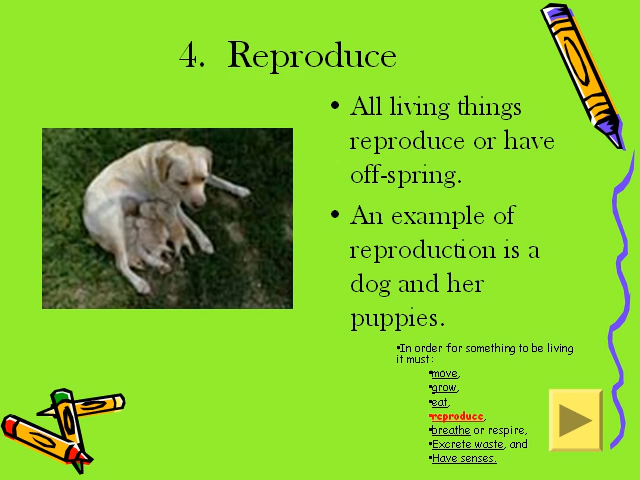 4. Reproduce
• All living things
reproduce or have
off-spring.
• An example of
reproduction is a
dog and her
puppies.
•In order for something to be living
it must:
•move,
•grow,
•eat,
•reproduce,
•breathe or respire,
•Excrete waste, and
•Have senses.